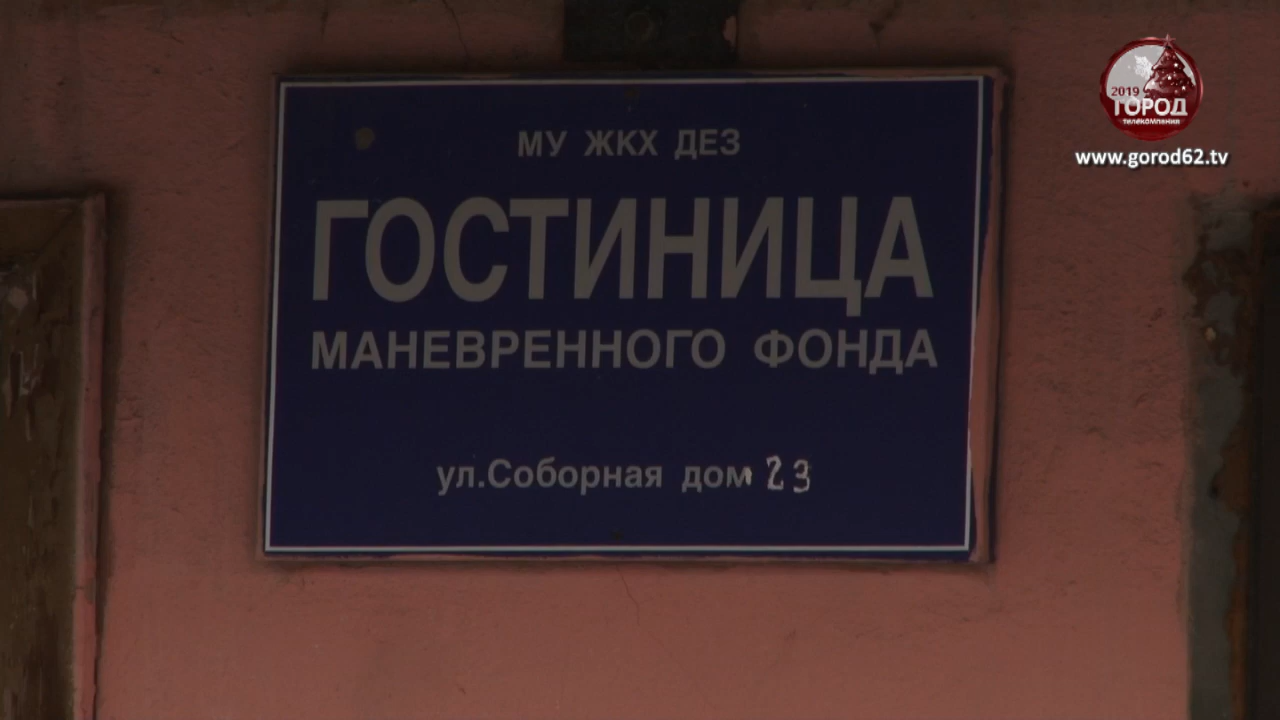 МУ ЖКХ ДЕЗ
ГОСТИНИЦА
МАНЕВРЕННОГО ФОНДА
ул.Соборная дом 23
2019
ГОРОД
телекомпания
www.gorod62.tv